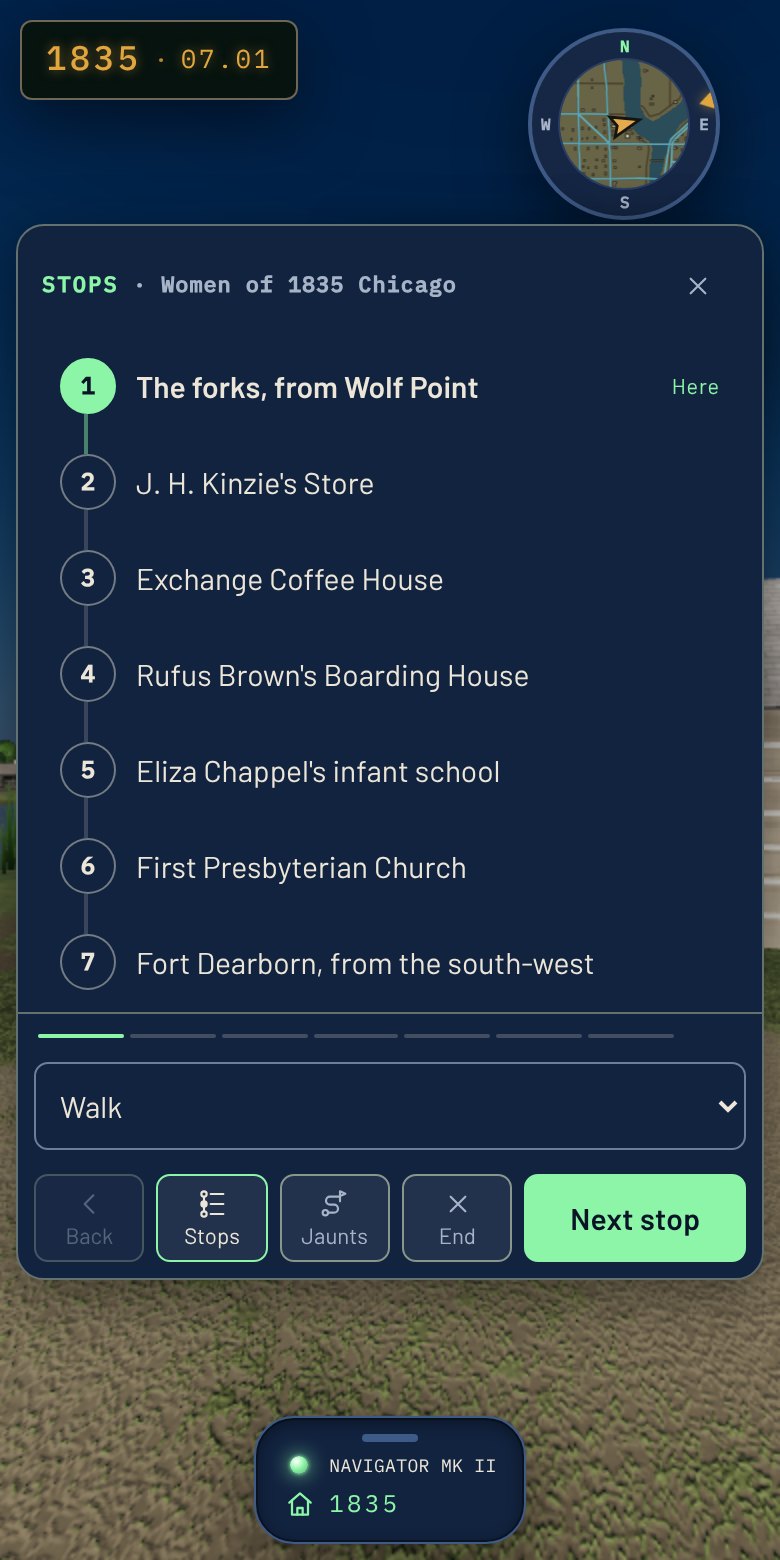 1835 · 07.01
N
W
E
S
STOPS · Women of 1835 Chicago
1 The forks, from Wolf Point Here
2 J. H. Kinzie's Store
3 Exchange Coffee House
4 Rufus Brown's Boarding House
5 Eliza Chappel's infant school
6 First Presbyterian Church
7 Fort Dearborn, from the south-west
Walk
Back Stops Jaunts End Next stop
NAVIGATOR MK II
1835